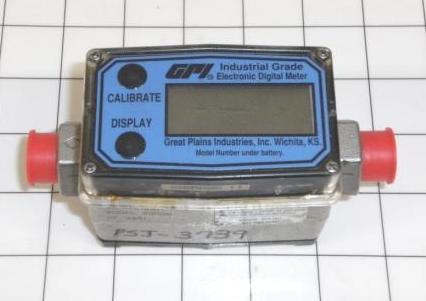 GPI® Industrial Grade
Electronic Digital Meter
CALIBRATE
DISPLAY
Great Plains Industries, Inc. Wichita, KS.
Model Number under battery.
PSJ-3739